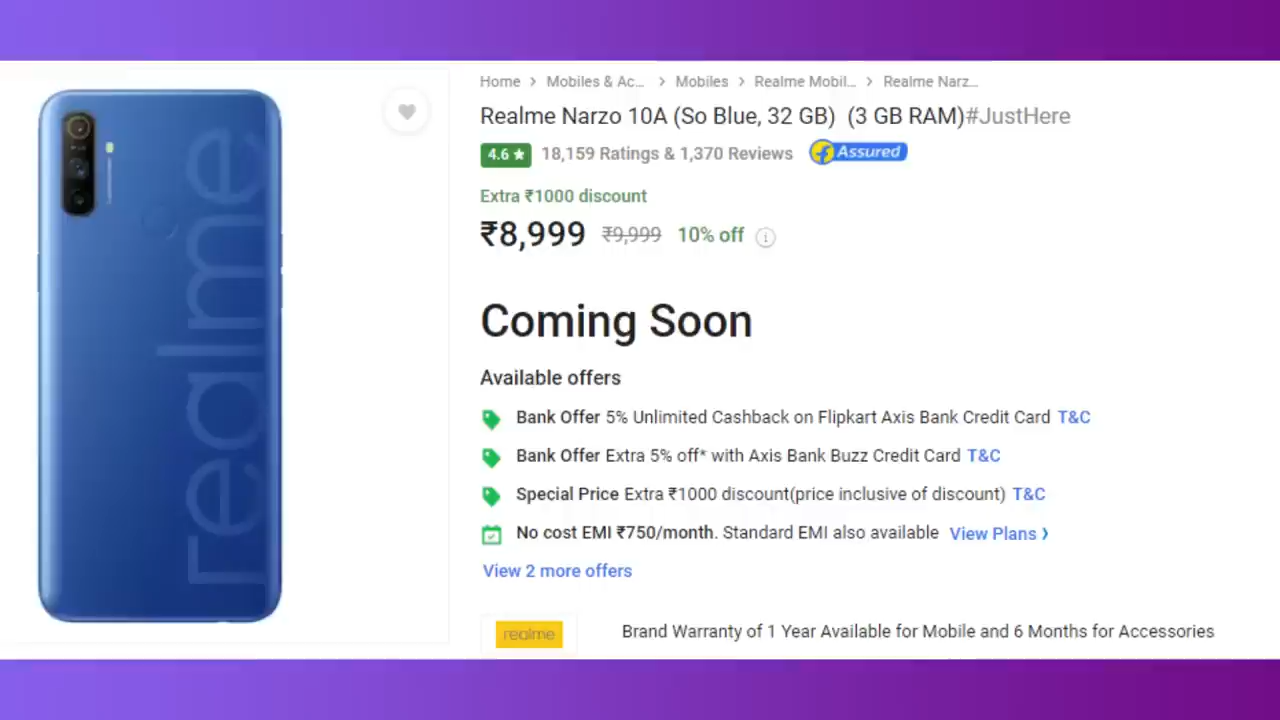 Home > Mobiles & Ac... > Mobiles > Realme Mobil... > Realme Narz...
Realme Narzo 10A (So Blue, 32 GB) (3 GB RAM)#JustHere
4.6 ★ 18,159 Ratings & 1,370 Reviews Assured
Extra ₹1000 discount
₹8,999 ₹9,999 10% off
Coming Soon
Available offers
Bank Offer 5% Unlimited Cashback on Flipkart Axis Bank Credit Card T&C
Bank Offer Extra 5% off* with Axis Bank Buzz Credit Card T&C
Special Price Extra ₹1000 discount(price inclusive of discount) T&C
No cost EMI ₹750/month. Standard EMI also available View Plans ›
View 2 more offers
realme Brand Warranty of 1 Year Available for Mobile and 6 Months for Accessories
realme